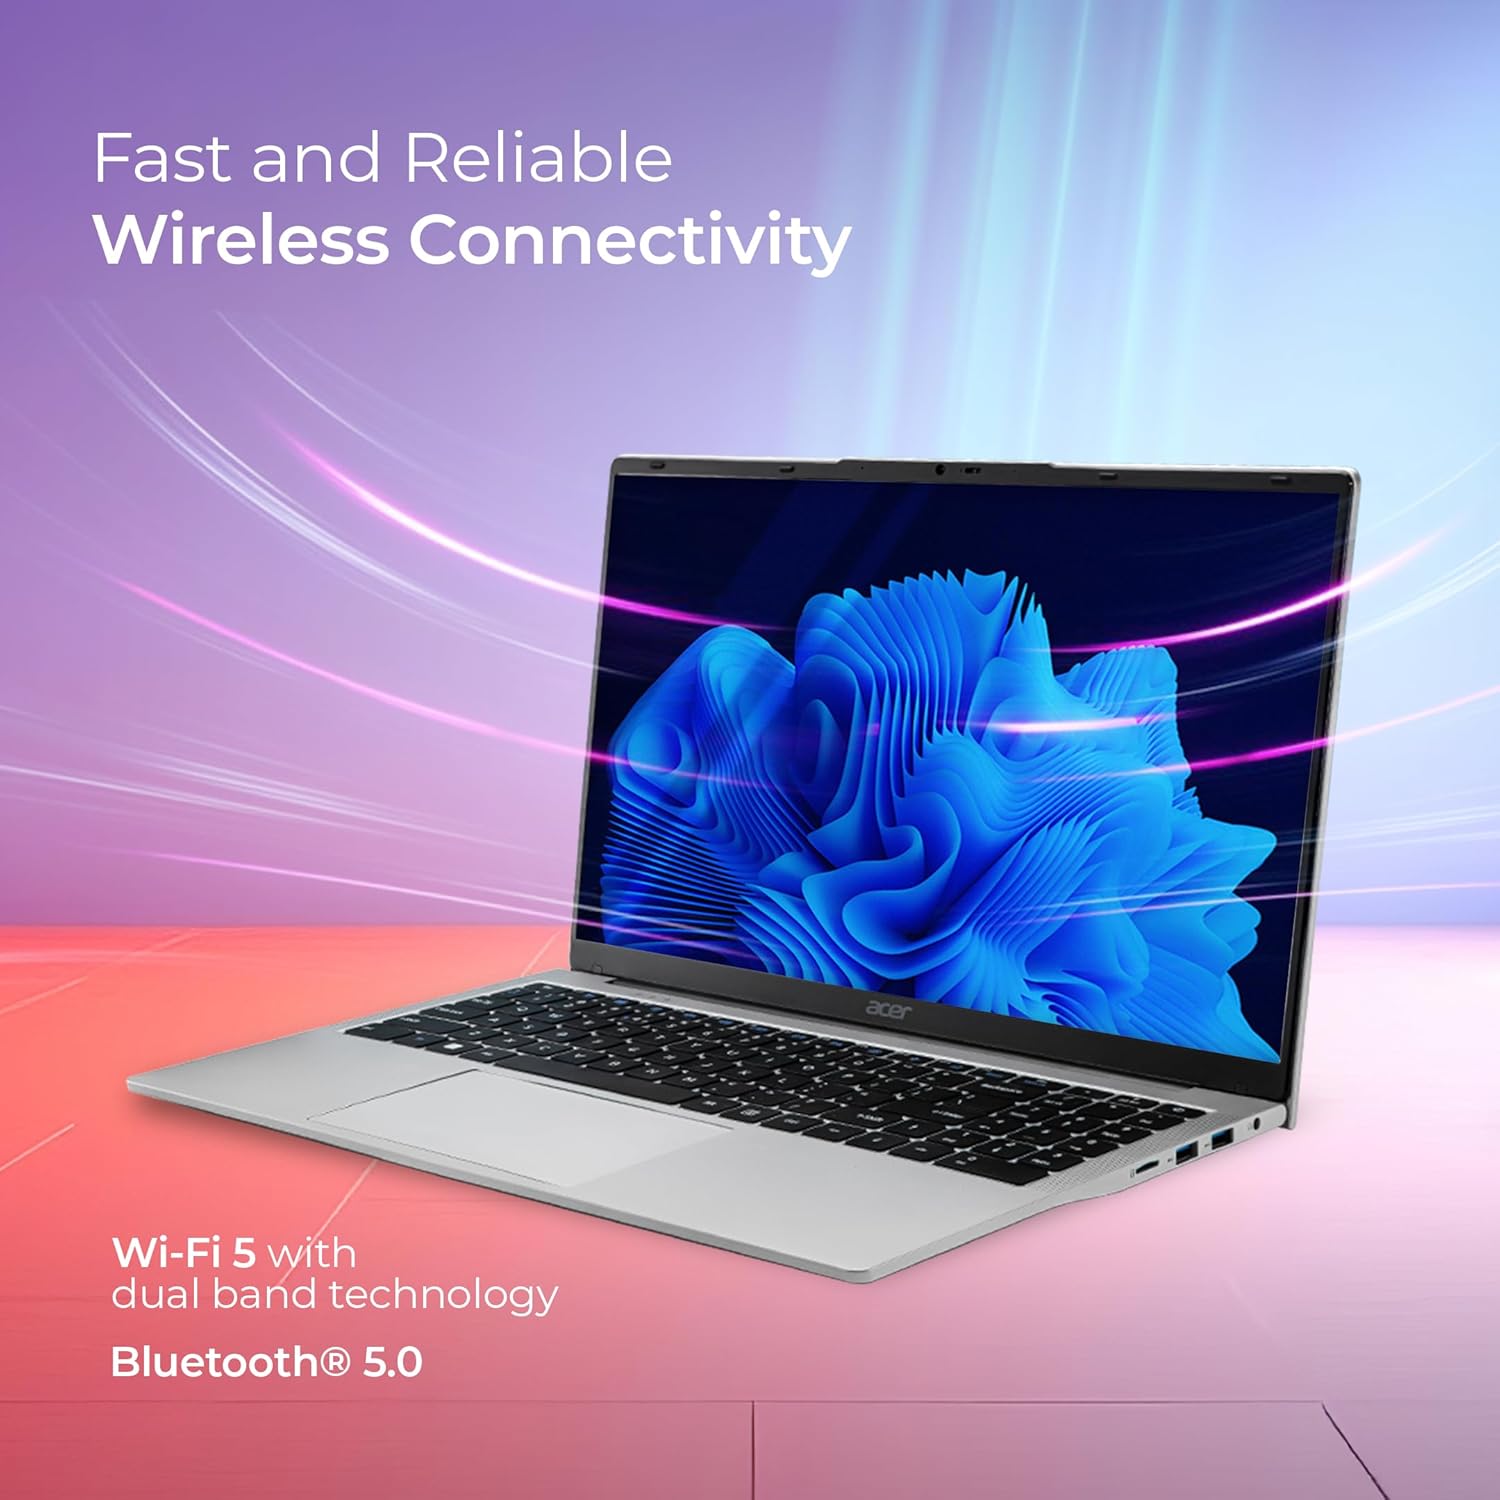 Fast and Reliable
Wireless Connectivity
acer
Wi-Fi 5 with
dual band technology
Bluetooth® 5.0